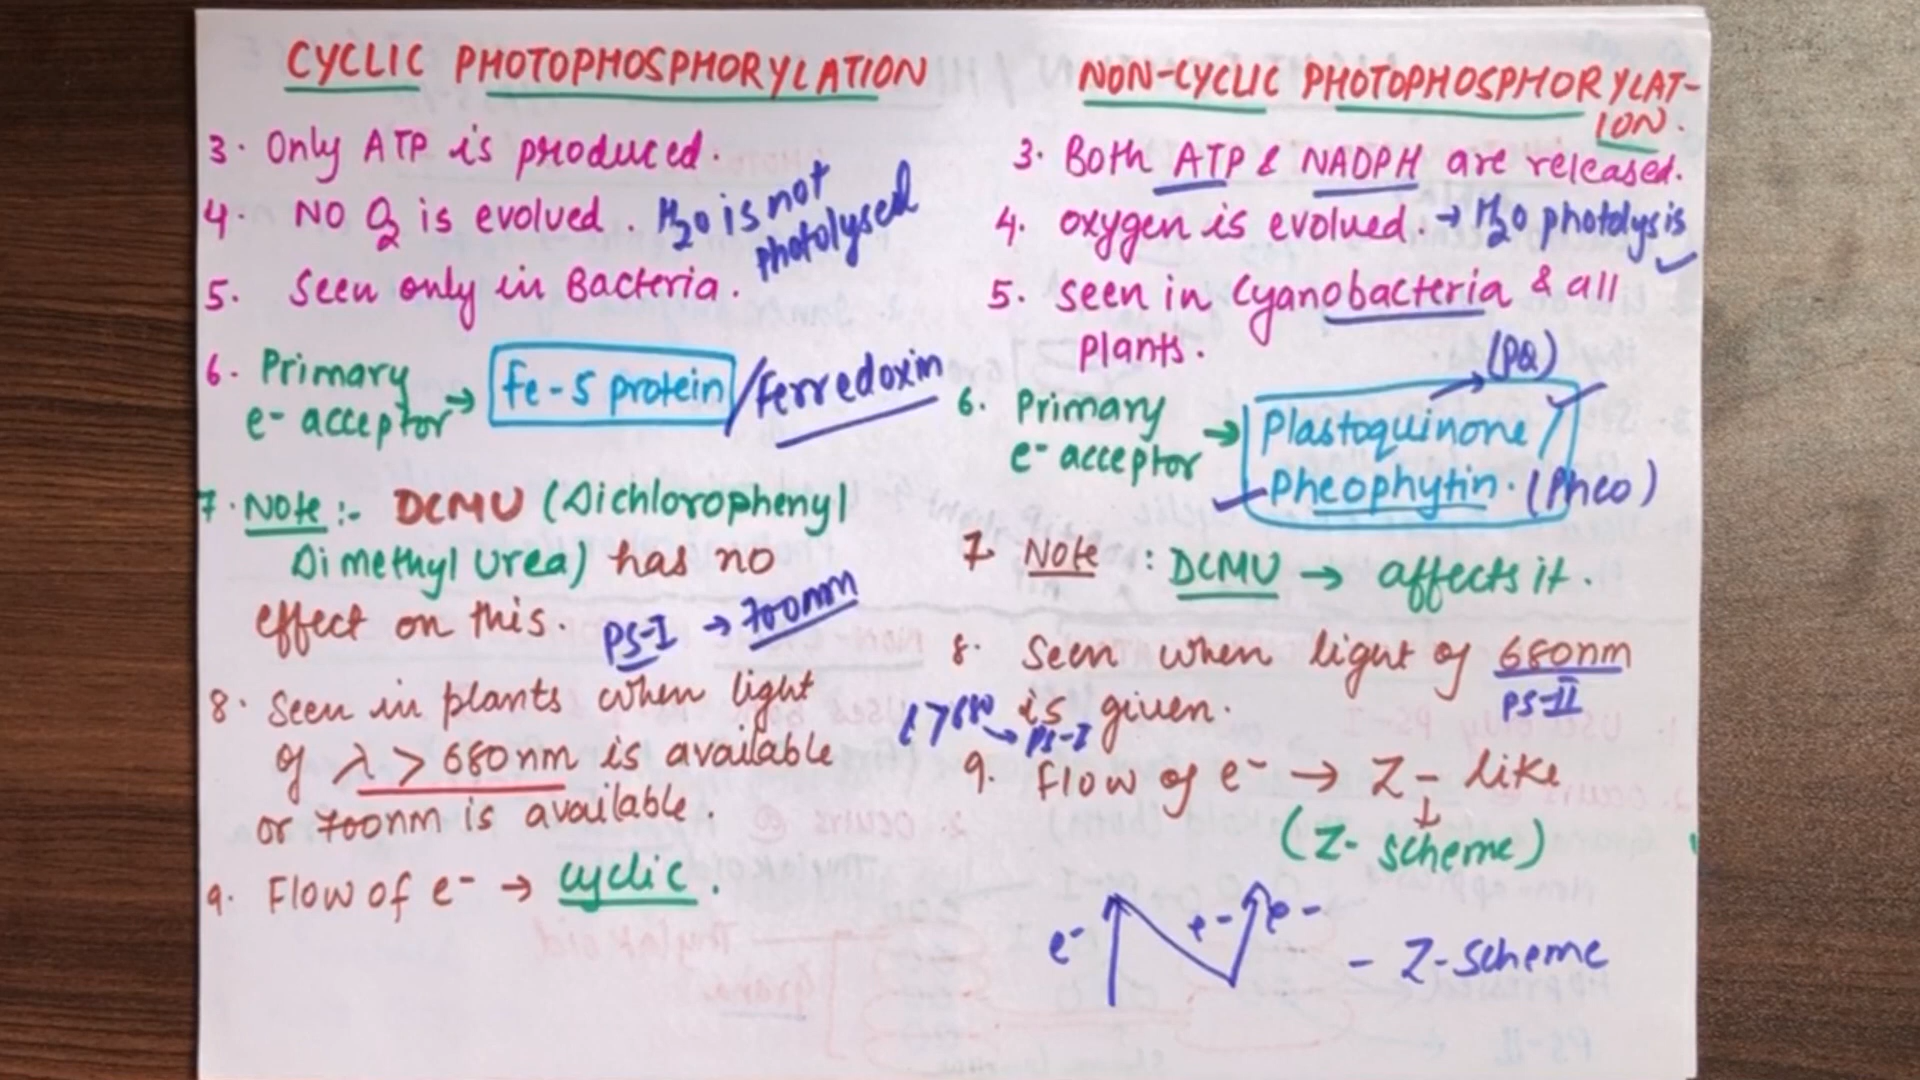 CYCLIC PHOTOPHOSPHORYLATION
3. Only ATP is produced.
4. NO O2 is evolved. H2O is not
photolysed
5. Seen only in Bacteria.
6. Primary
e- acceptor → Fe-S protein / Ferredoxin
7. Note :- DCMU (Dichlorophenyl
Dimethyl Urea) has no
effect on this. PS-I → 700nm
8. Seen in plants when light
of λ > 680nm is available
or 700nm is available.
9. Flow of e- → cyclic.
NON-CYCLIC PHOTOPHOSPHORYLAT-
ION.
3. Both ATP & NADPH are released.
4. oxygen is evolved. → H2O photolysis
5. seen in Cyanobacteria & all
plants.
(PQ)
6. Primary
e- acceptor → Plastoquinone /
Pheophytin. (Pheo)
7 Note : DCMU → affects it.
8. Seen when light of 680nm
PS-II
is given.
PS-I
9. Flow of e- → Z- like
(Z- scheme)
e- e- e-
- Z-scheme